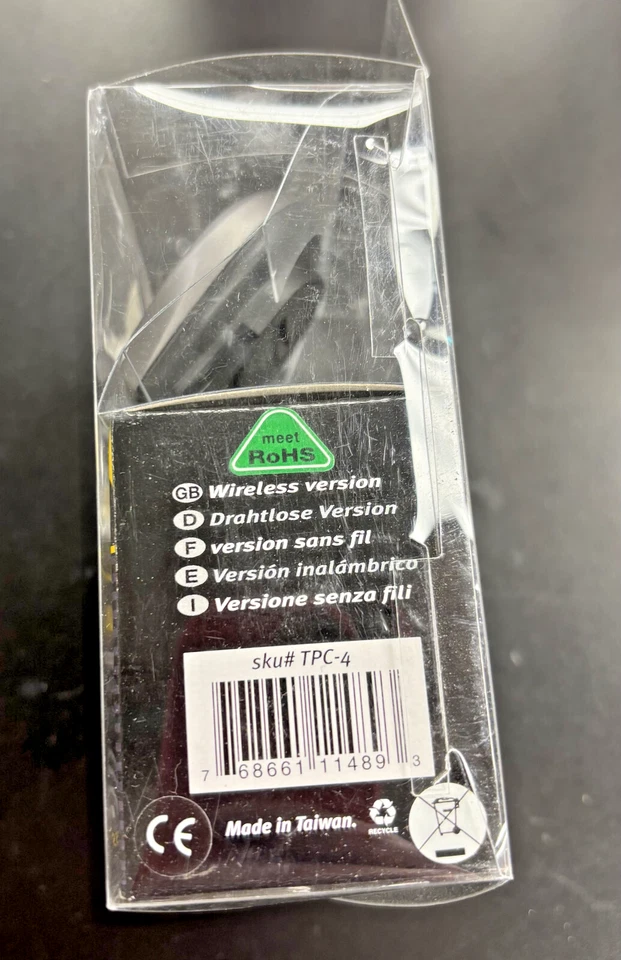 meet
RoHS
GB Wireless version
D Drahtlose Version
F version sans fil
E Versión inalámbrico
I Versione senza fili
sku# TPC-4
7 68661 11489 3
CE
Made in Taiwan.
RECYCLE